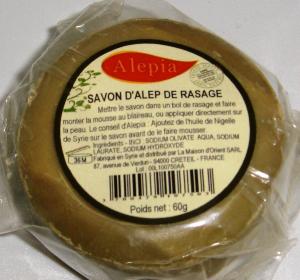 Alepia
SAVON D'ALEP DE RASAGE
Mettre le savon dans un bol de rasage et faire
monter la mousse au blaireau, ou appliquer directement sur
la peau. Le conseil d'Alepia : Ajoutez de l'huile de Nigelle
de Syrie sur le savon avant de le faire mousser.
Ingrédients - INCI : SODIUM OLIVATE, AQUA, SODIUM
LAURATE, SODIUM HYDROXYDE
36M
Fabriqué en Syrie et distribué par La Maison d'Orient SARL
87, avenue de Verdun - 94000 CRETEIL - FRANCE
Lot : 00L100750AA
Poids net : 60g